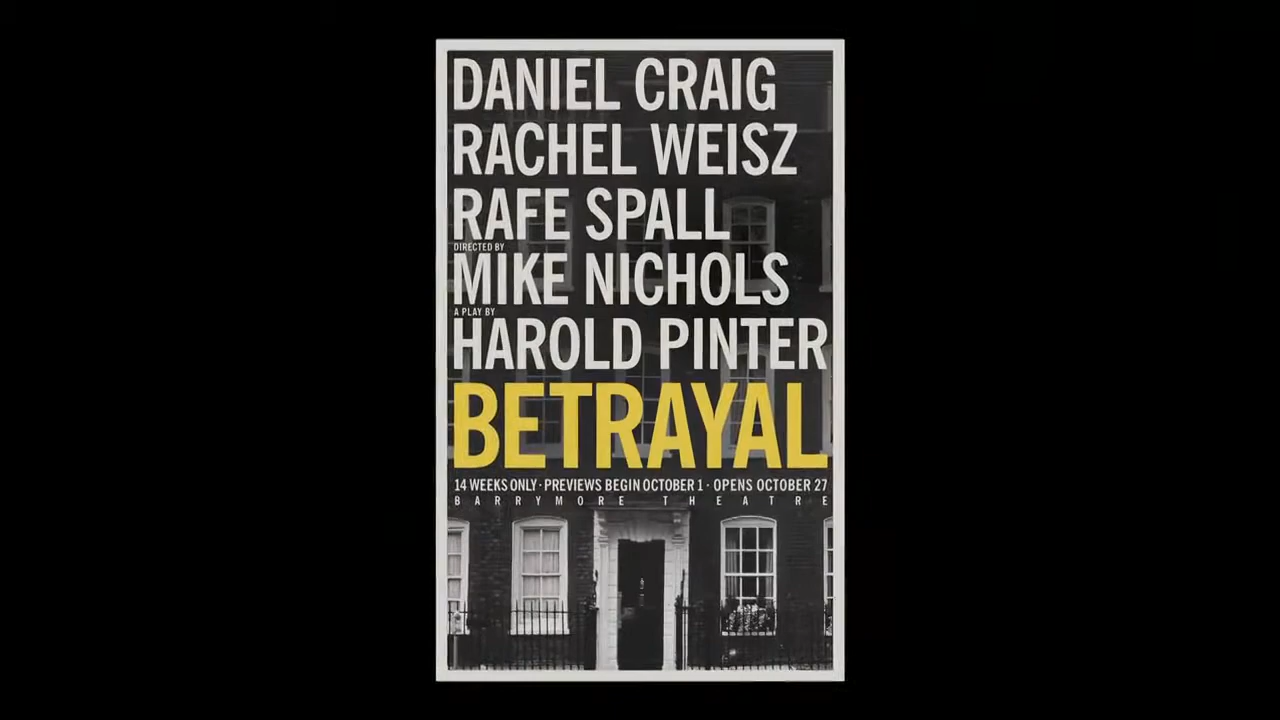 DANIEL CRAIG
RACHEL WEISZ
RAFE SPALL
DIRECTED BY
MIKE NICHOLS
A PLAY BY
HAROLD PINTER
BETRAYAL
14 WEEKS ONLY · PREVIEWS BEGIN OCTOBER 1 · OPENS OCTOBER 27
BARRYMORE THEATRE